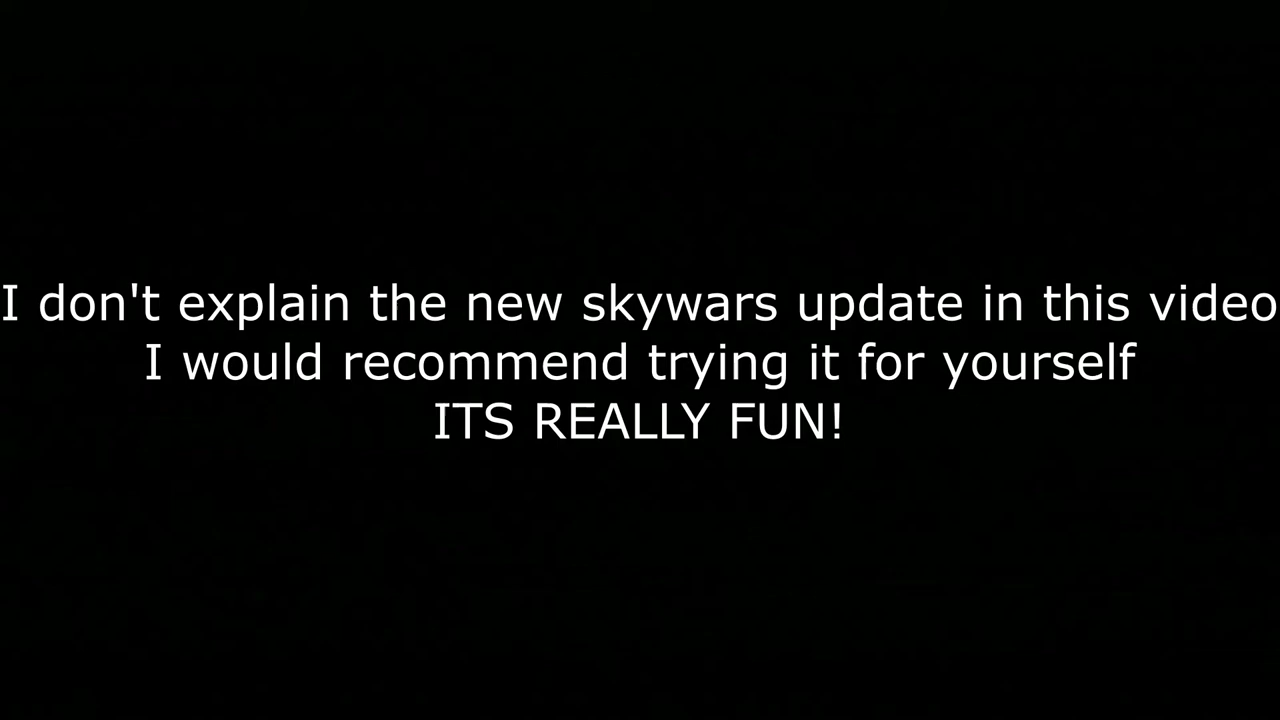 I don't explain the new skywars update in this video
I would recommend trying it for yourself
ITS REALLY FUN!